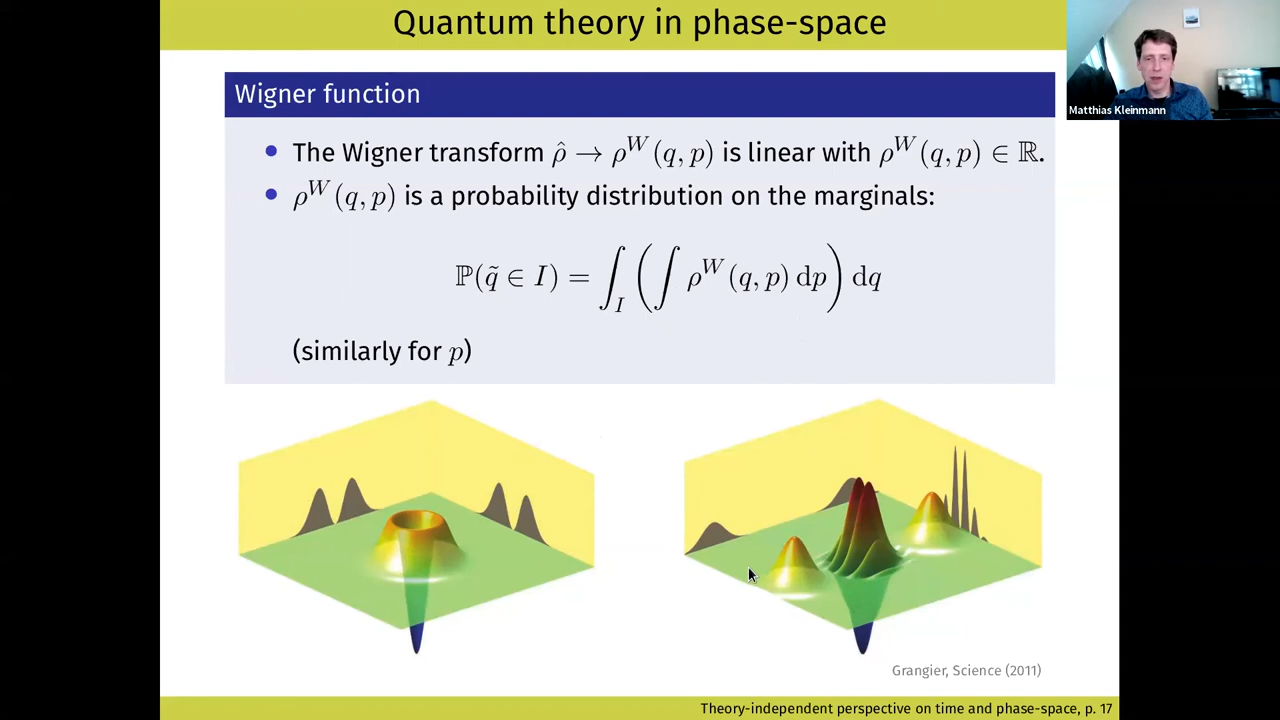 Quantum theory in phase-space
Matthias Kleinmann
Wigner function
• The Wigner transform ρ̂ → ρ^W(q, p) is linear with ρ^W(q, p) ∈ ℝ.
• ρ^W(q, p) is a probability distribution on the marginals:
ℙ(q̃ ∈ I) = ∫_I (∫ ρ^W(q, p) dp) dq
(similarly for p)
Grangier, Science (2011)
Theory-independent perspective on time and phase-space, p. 17